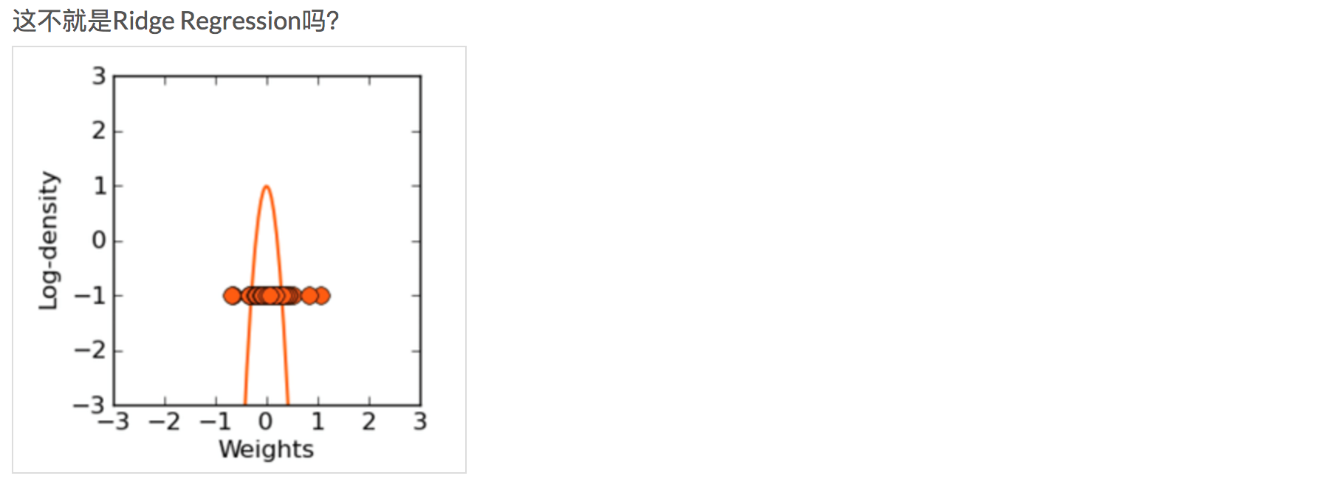 这不就是Ridge Regression吗?
3
2
1
0
−1
−2
−3
Log-density
−3 −2 −1 0 1 2 3
Weights